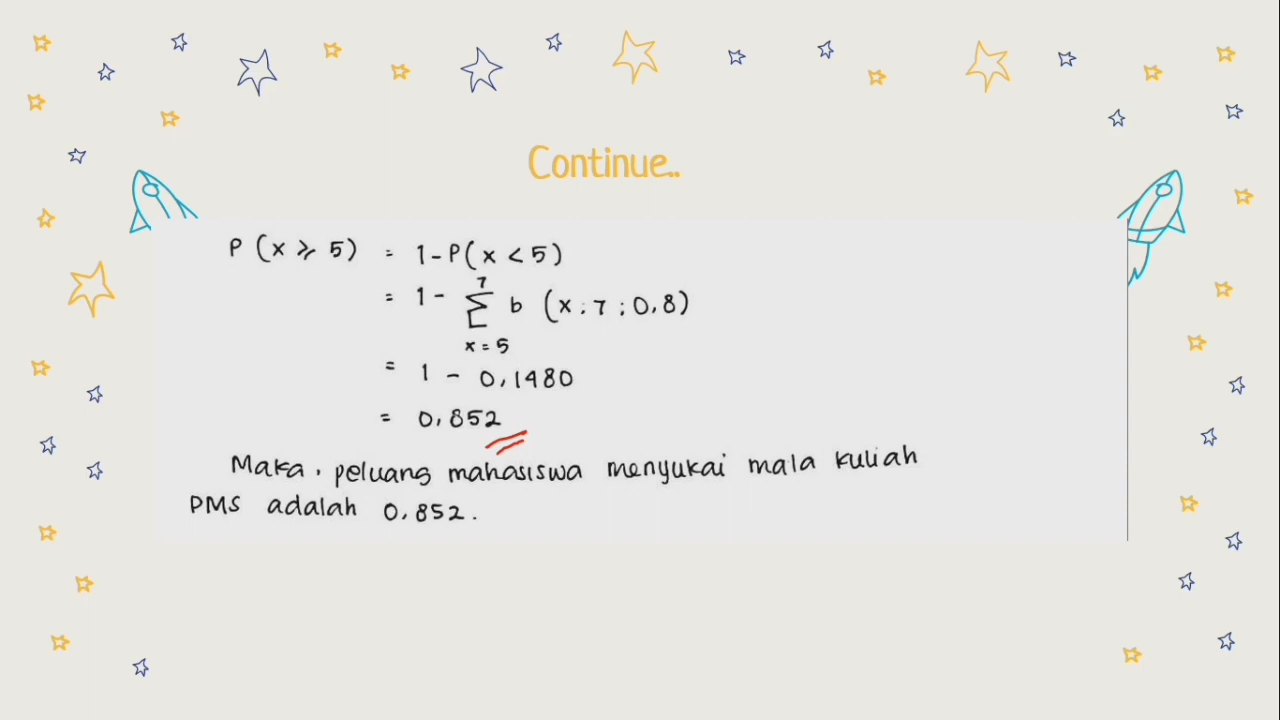 Continue..
P (x ≥ 5) = 1 - P( x < 5)
= 1 - 7 Σ x = 5 b (x ; 7 ; 0,8)
= 1 - 0,1480
= 0,852
Maka, peluang mahasiswa menyukai mala kuliah
PMS adalah 0,852.